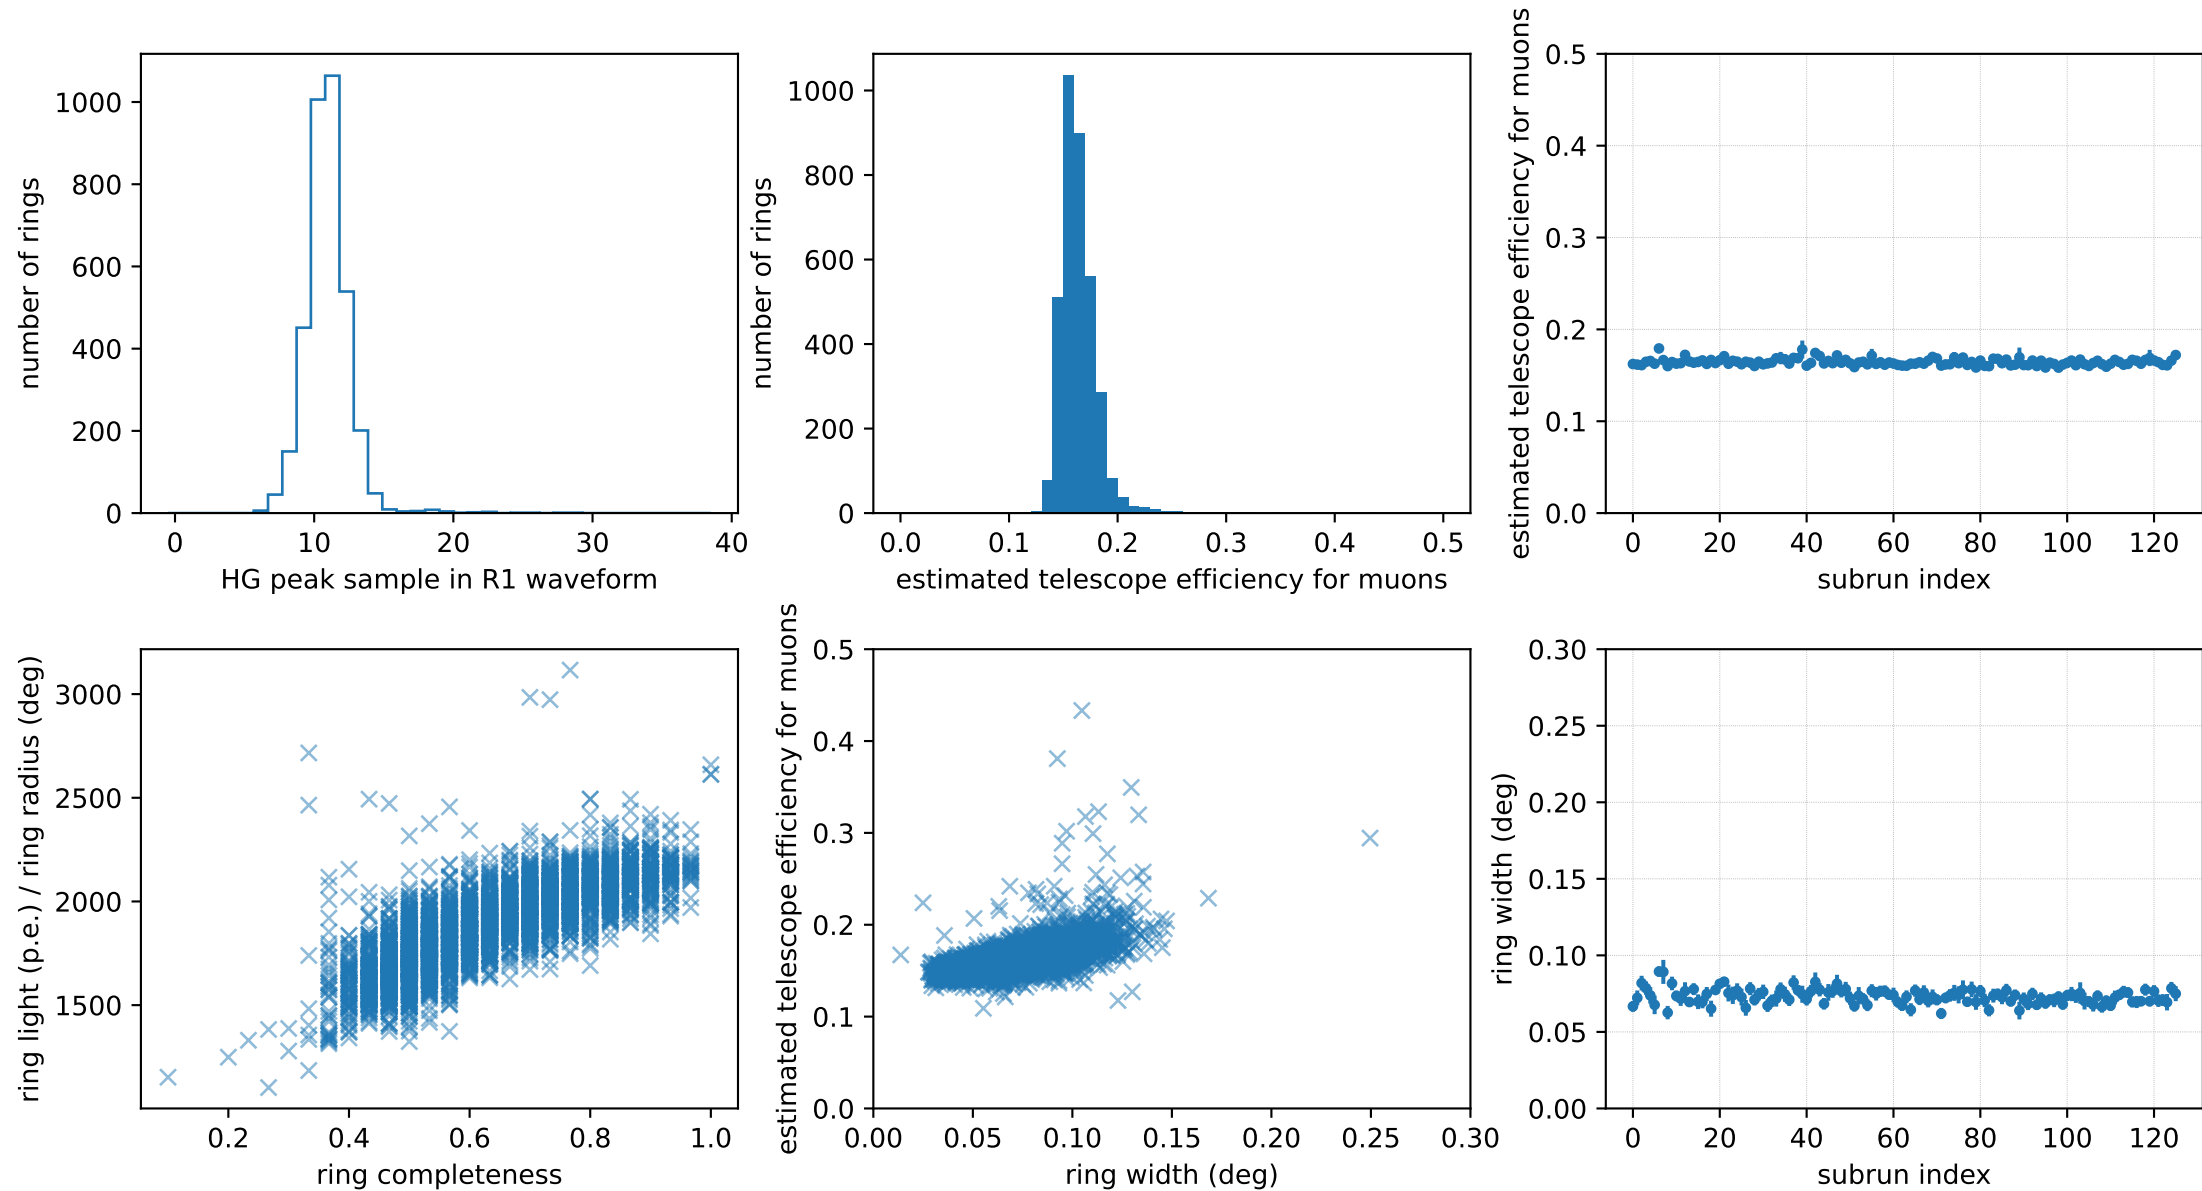 number of rings
1000
800
600
400
200
0
0 10 20 30 40
HG peak sample in R1 waveform
number of rings
1000
800
600
400
200
0
0.0 0.1 0.2 0.3 0.4 0.5
estimated telescope efficiency for muons
estimated telescope efficiency for muons
0.5
0.4
0.3
0.2
0.1
0.0
0 20 40 60 80 100 120
subrun index
ring light (p.e.) / ring radius (deg)
3000
2500
2000
1500
0.2 0.4 0.6 0.8 1.0
ring completeness
estimated telescope efficiency for muons
0.5
0.4
0.3
0.2
0.1
0.0
0.00 0.05 0.10 0.15 0.20 0.25 0.30
ring width (deg)
ring width (deg)
0.30
0.25
0.20
0.15
0.10
0.05
0.00
0 20 40 60 80 100 120
subrun index